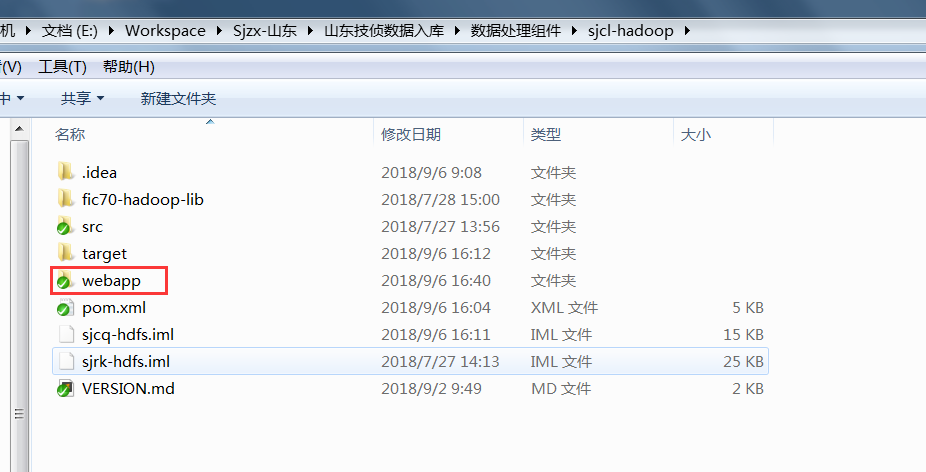 机 ▸ 文档 (E:) ▸ Workspace ▸ Sjzx-山东 ▸ 山东技侦数据入库 ▸ 数据处理组件 ▸ sjcl-hadoop ▸
(V) 工具(T) 帮助(H)
中 共享 新建文件夹
名称 修改日期 类型 大小
.idea 2018/9/6 9:08 文件夹
fic70-hadoop-lib 2018/7/28 15:00 文件夹
src 2018/7/27 13:56 文件夹
target 2018/9/6 16:12 文件夹
webapp 2018/9/6 16:40 文件夹
pom.xml 2018/9/6 16:04 XML 文件 5 KB
sjcq-hdfs.iml 2018/9/6 16:11 IML 文件 15 KB
sjrk-hdfs.iml 2018/7/27 14:13 IML 文件 25 KB
VERSION.md 2018/9/2 9:49 MD 文件 2 KB